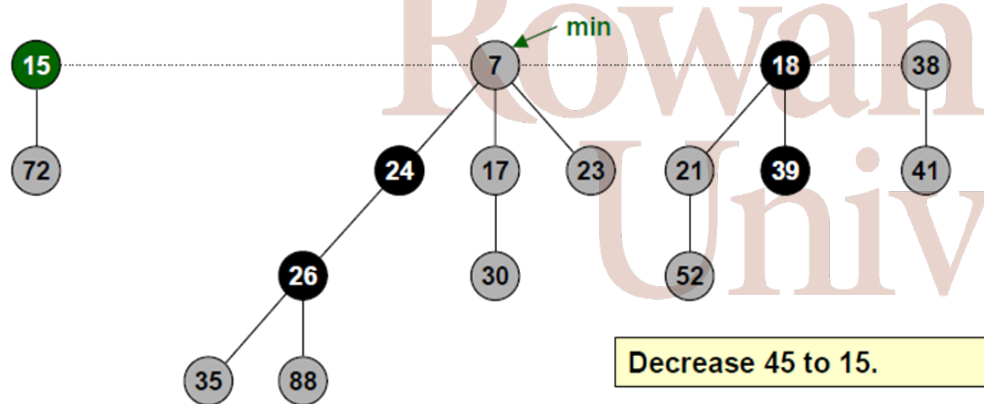 Rowan
Univ
min
15 7 18 38
72 24 17 23 21 39 41
26 30 52
35 88
Decrease 45 to 15.